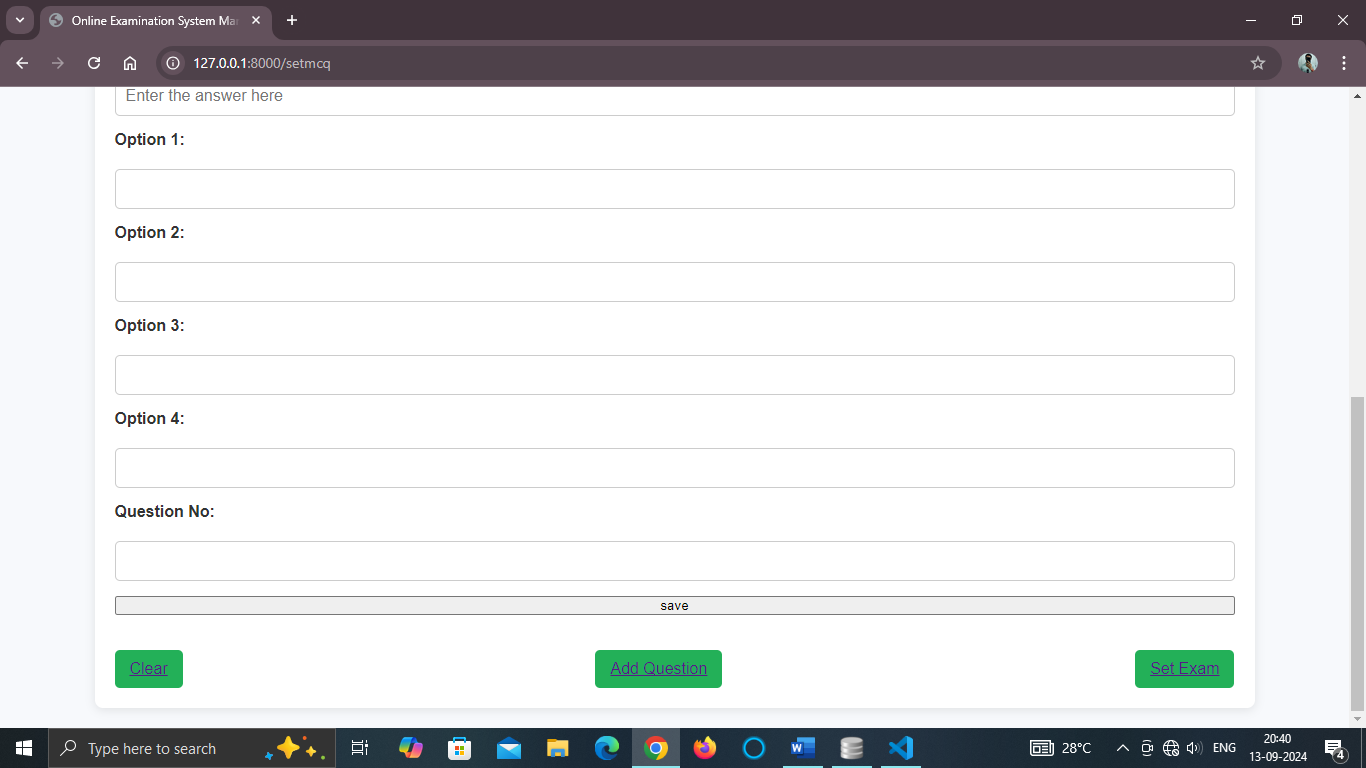 Online Examination System Ma
127.0.0.1:8000/setmcq
Enter the answer here
Option 1:
Option 2:
Option 3:
Option 4:
Question No:
save
Clear
Add Question
Set Exam
Type here to search
28°C
ENG
20:40
13-09-2024
4